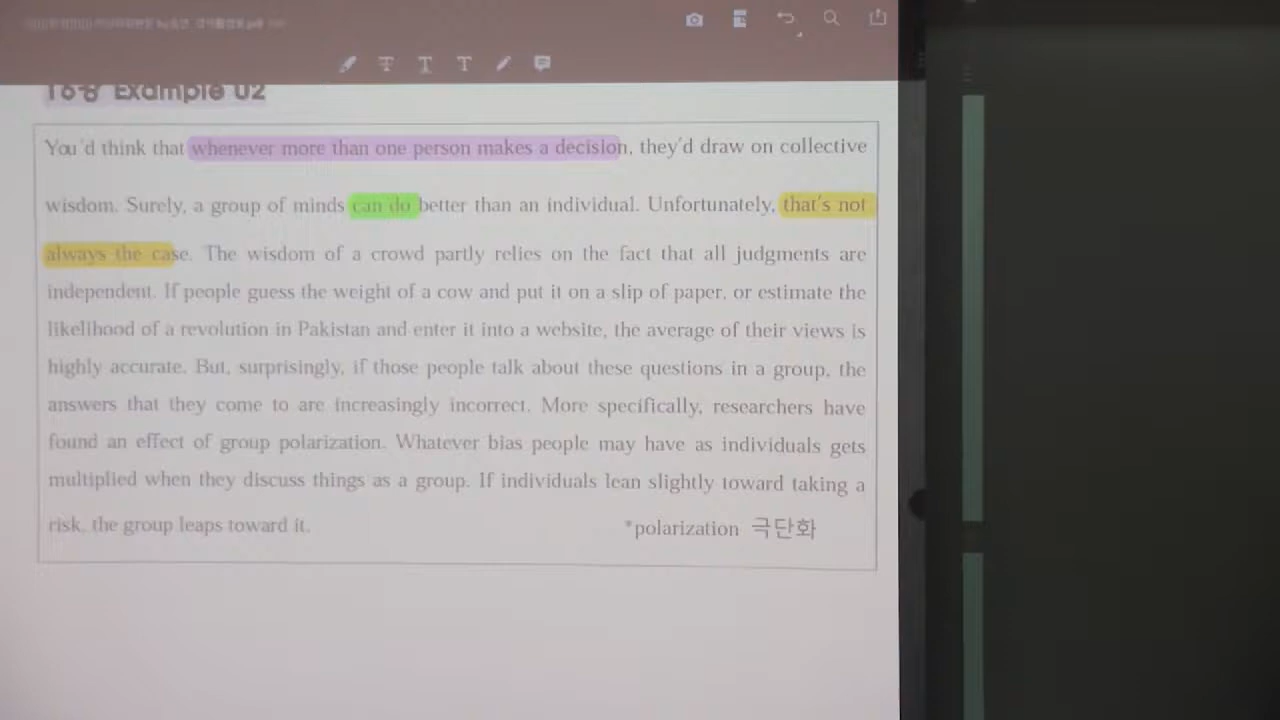 16강 Example 02
You'd think that whenever more than one person makes a decision, they'd draw on collective
wisdom. Surely, a group of minds can do better than an individual. Unfortunately, that's not
always the case. The wisdom of a crowd partly relies on the fact that all judgments are
independent. If people guess the weight of a cow and put it on a slip of paper, or estimate the
likelihood of a revolution in Pakistan and enter it into a website, the average of their views is
highly accurate. But, surprisingly, if those people talk about these questions in a group, the
answers that they come to are increasingly incorrect. More specifically, researchers have
found an effect of group polarization. Whatever bias people may have as individuals gets
multiplied when they discuss things as a group. If individuals lean slightly toward taking a
risk, the group leaps toward it.
*polarization 극단화